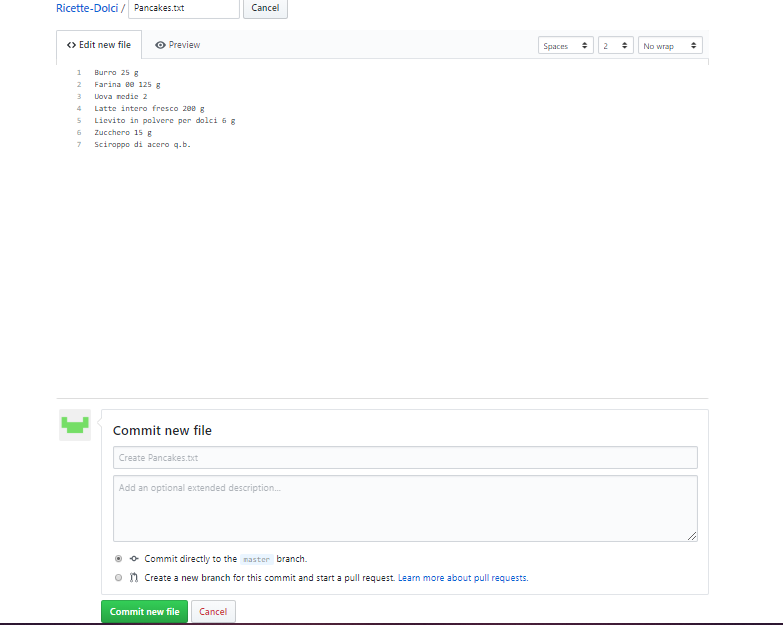 Ricette-Dolci / Pancakes.txt Cancel
<> Edit new file Preview Spaces 2 No wrap
1 Burro 25 g
2 Farina 00 125 g
3 Uova medie 2
4 Latte intero fresco 200 g
5 Lievito in polvere per dolci 6 g
6 Zucchero 15 g
7 Sciroppo di acero q.b.
Commit new file
Create Pancakes.txt
Add an optional extended description...
Commit directly to the master branch.
Create a new branch for this commit and start a pull request. Learn more about pull requests.
Commit new file Cancel